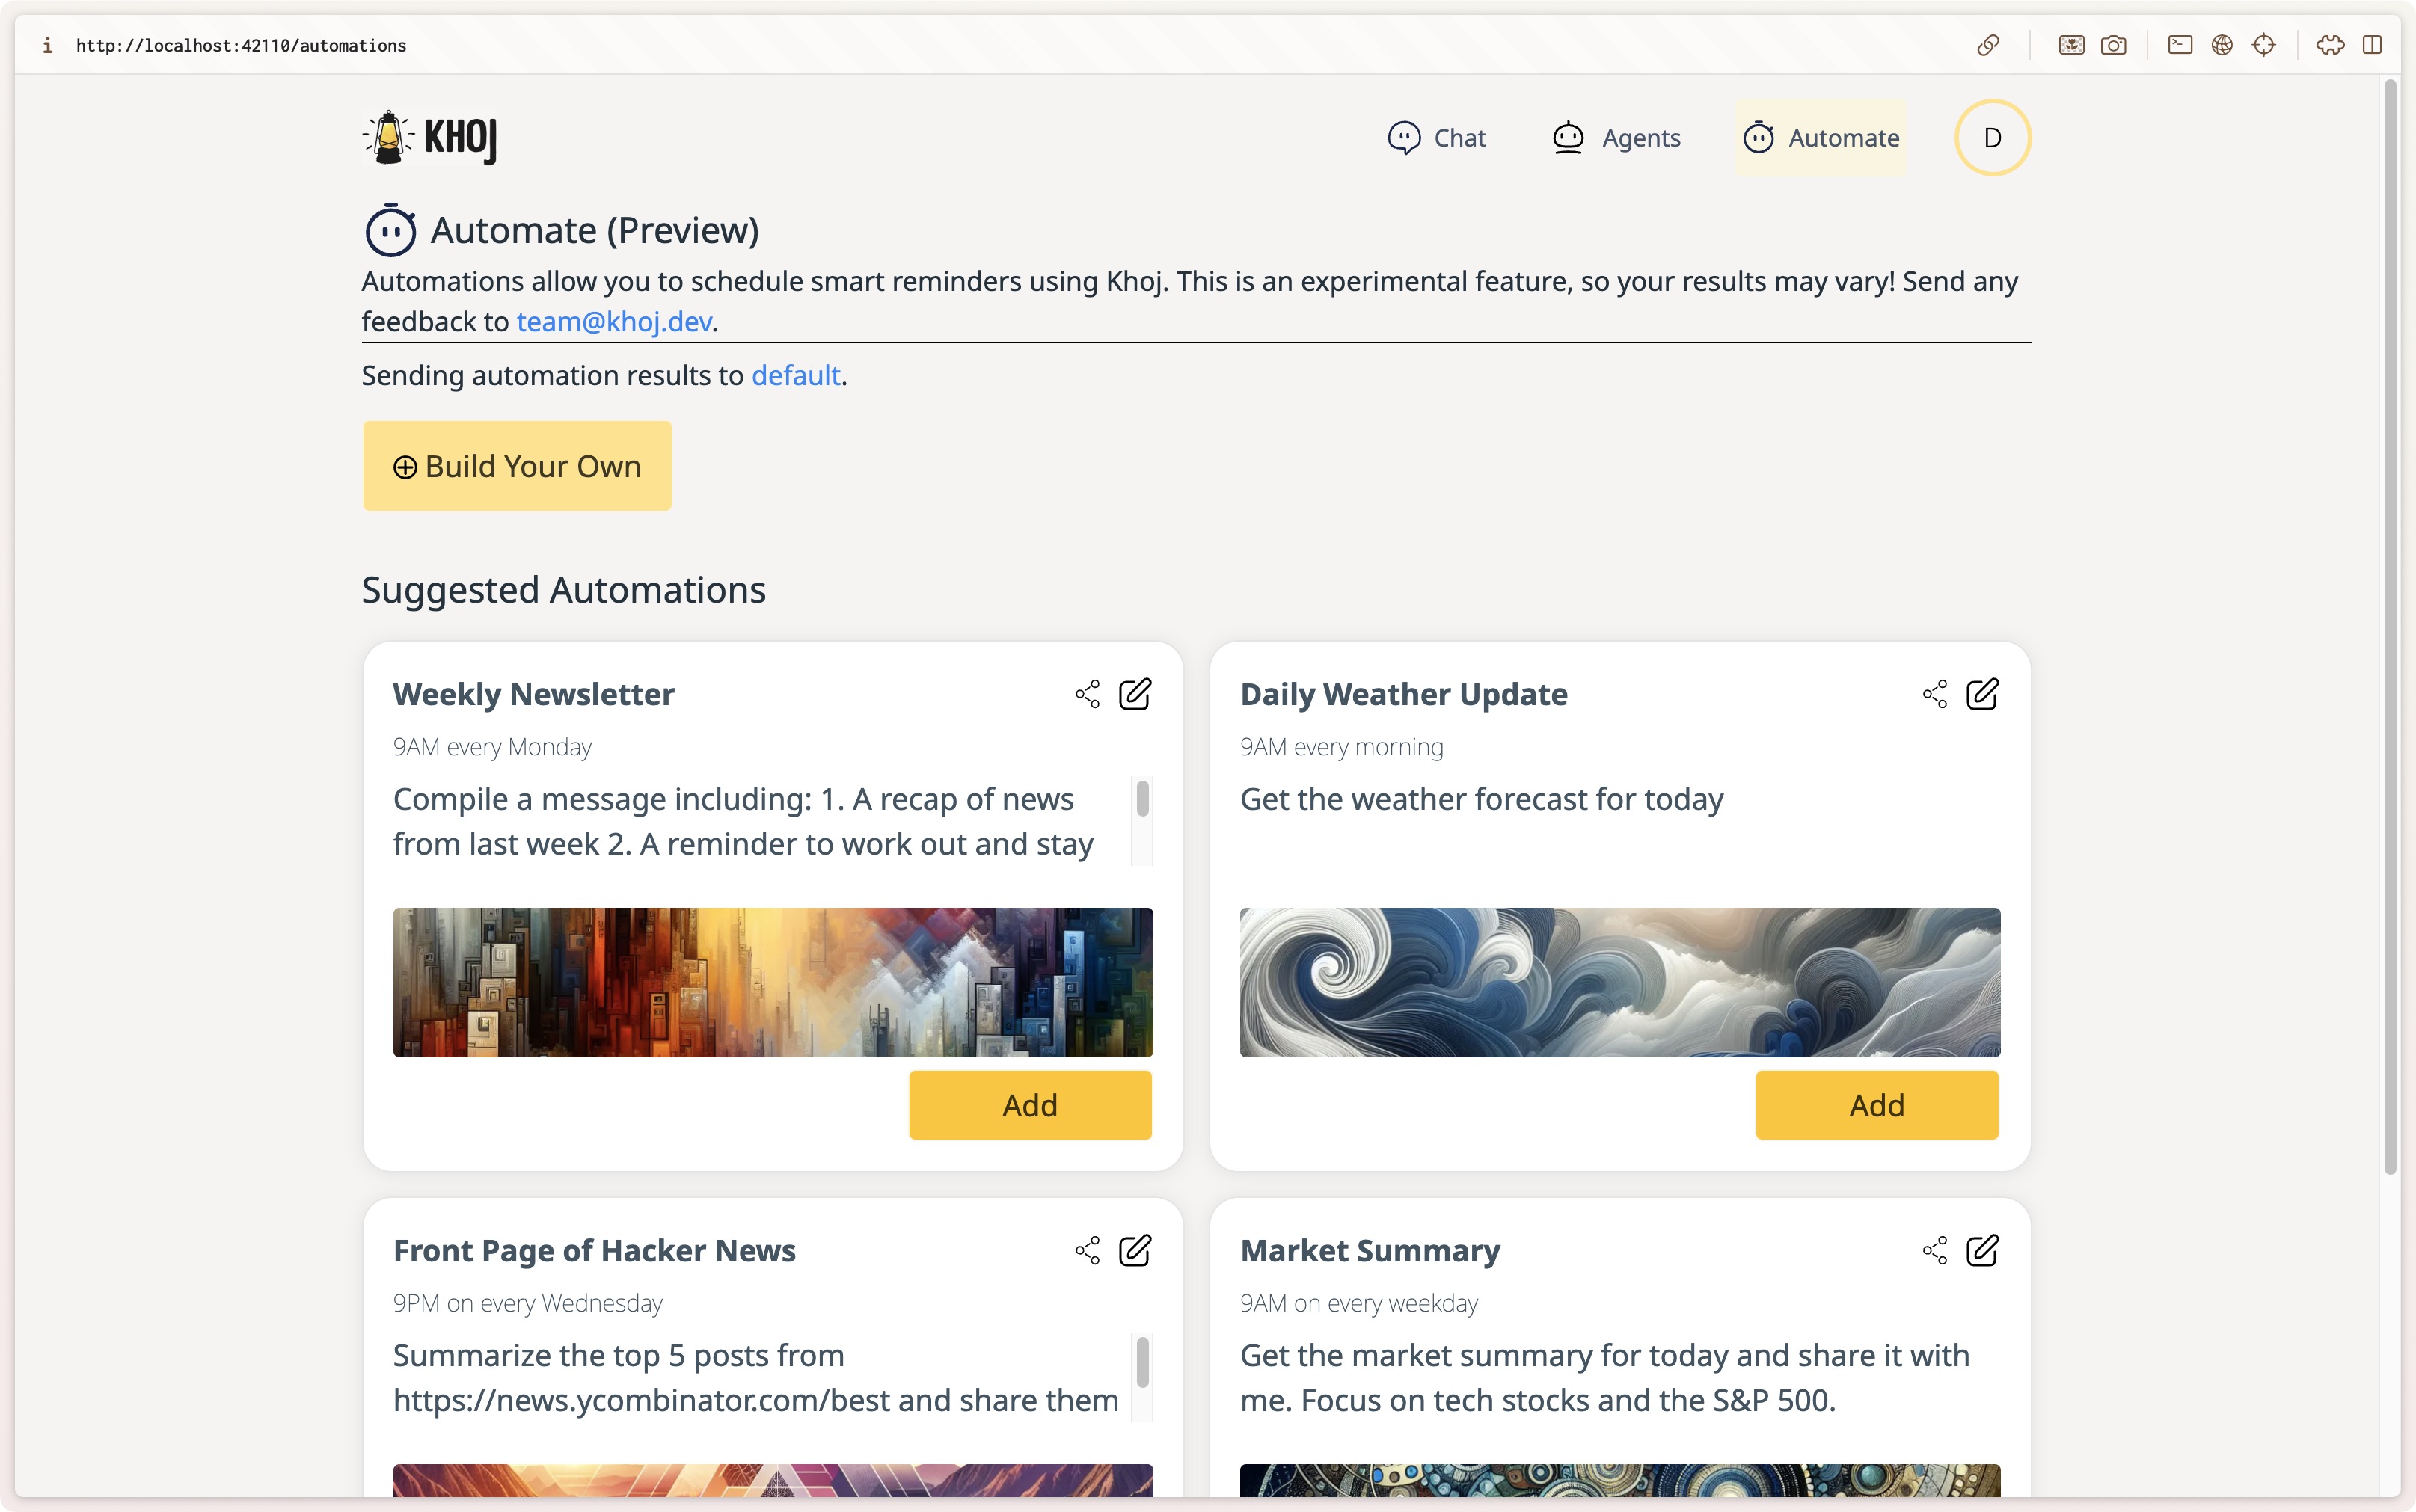 http://localhost:42110/automations
KHOJ
Chat
Agents
Automate
D
Automate (Preview)
Automations allow you to schedule smart reminders using Khoj. This is an experimental feature, so your results may vary! Send any
feedback to team@khoj.dev.
Sending automation results to default.
Build Your Own
Suggested Automations
Weekly Newsletter
9AM every Monday
Compile a message including: 1. A recap of news
from last week 2. A reminder to work out and stay
Add
Daily Weather Update
9AM every morning
Get the weather forecast for today
Add
Front Page of Hacker News
9PM on every Wednesday
Summarize the top 5 posts from
https://news.ycombinator.com/best and share them
Market Summary
9AM on every weekday
Get the market summary for today and share it with
me. Focus on tech stocks and the S&P 500.